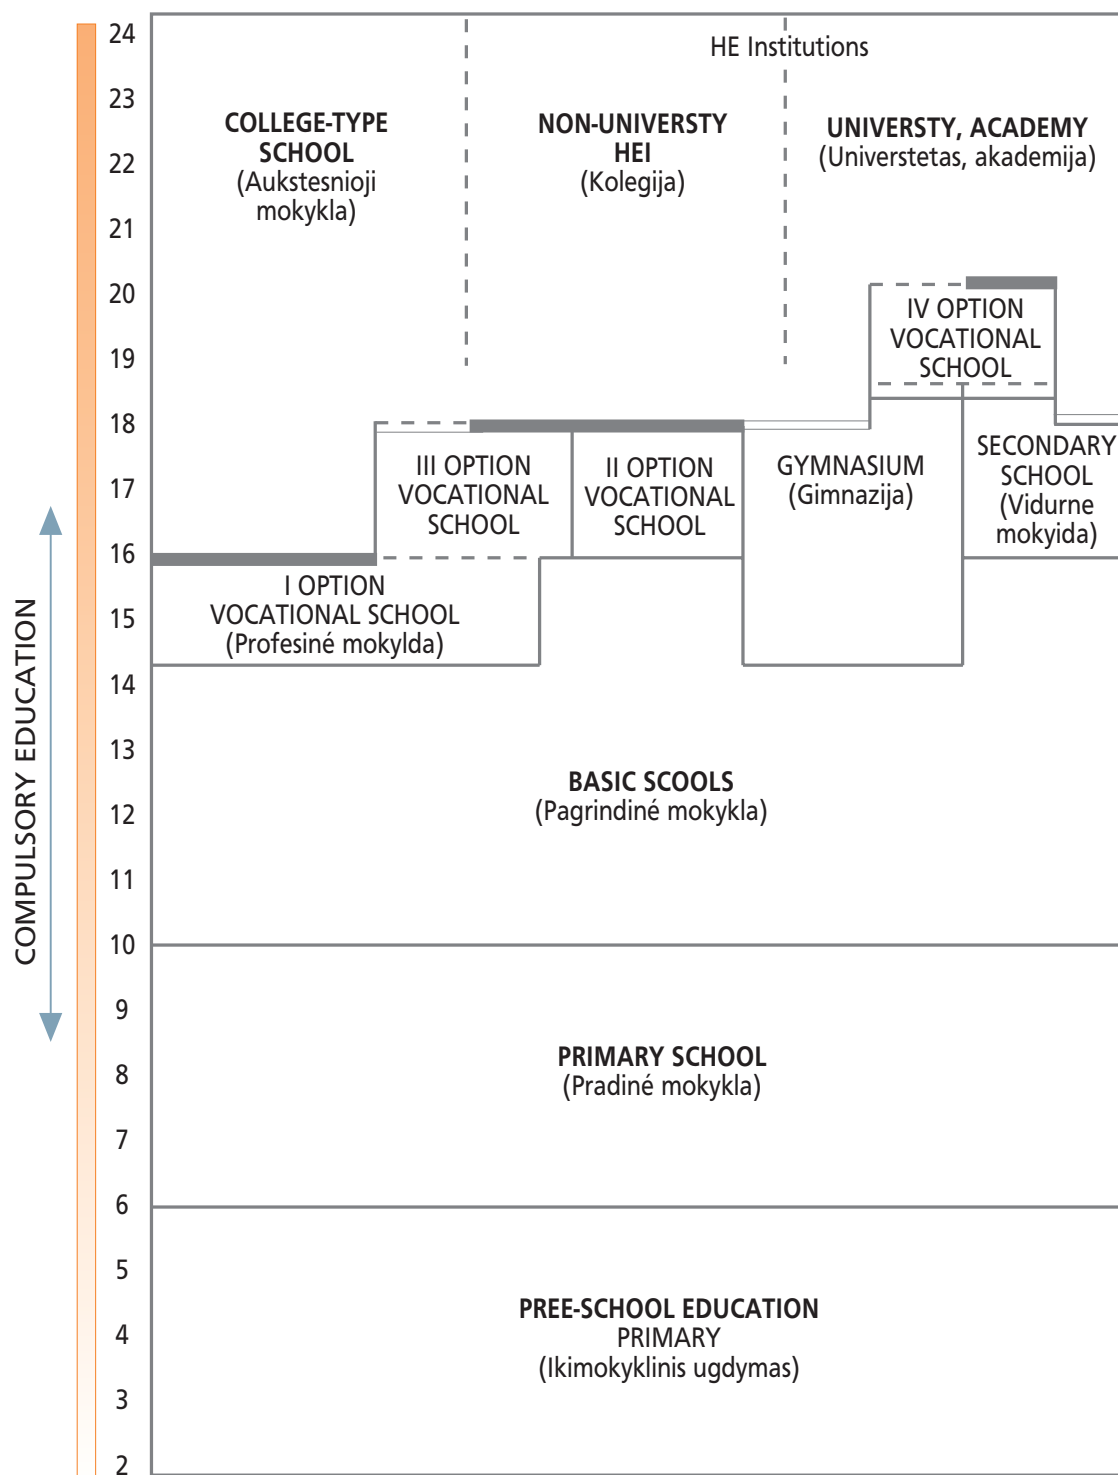 24
23
22
21
20
19
18
17
16
15
14
13
12
11
10
9
8
7
6
5
4
3
2
COMPULSORY EDUCATION
HE Institutions
COLLEGE-TYPE
SCHOOL
(Aukstesnioji
mokykla)
NON-UNIVERSTY
HEI
(Kolegija)
UNIVERSTY, ACADEMY
(Universtetas, akademija)
IV OPTION
VOCATIONAL
SCHOOL
III OPTION
VOCATIONAL
SCHOOL
II OPTION
VOCATIONAL
SCHOOL
GYMNASIUM
(Gimnazija)
SECONDARY
SCHOOL
(Vidurne
mokyida)
I OPTION
VOCATIONAL SCHOOL
(Profesiné mokylda)
BASIC SCOOLS
(Pagrindiné mokykla)
PRIMARY SCHOOL
(Pradiné mokykla)
PREE-SCHOOL EDUCATION
PRIMARY
(Ikimokyklinis ugdymas)